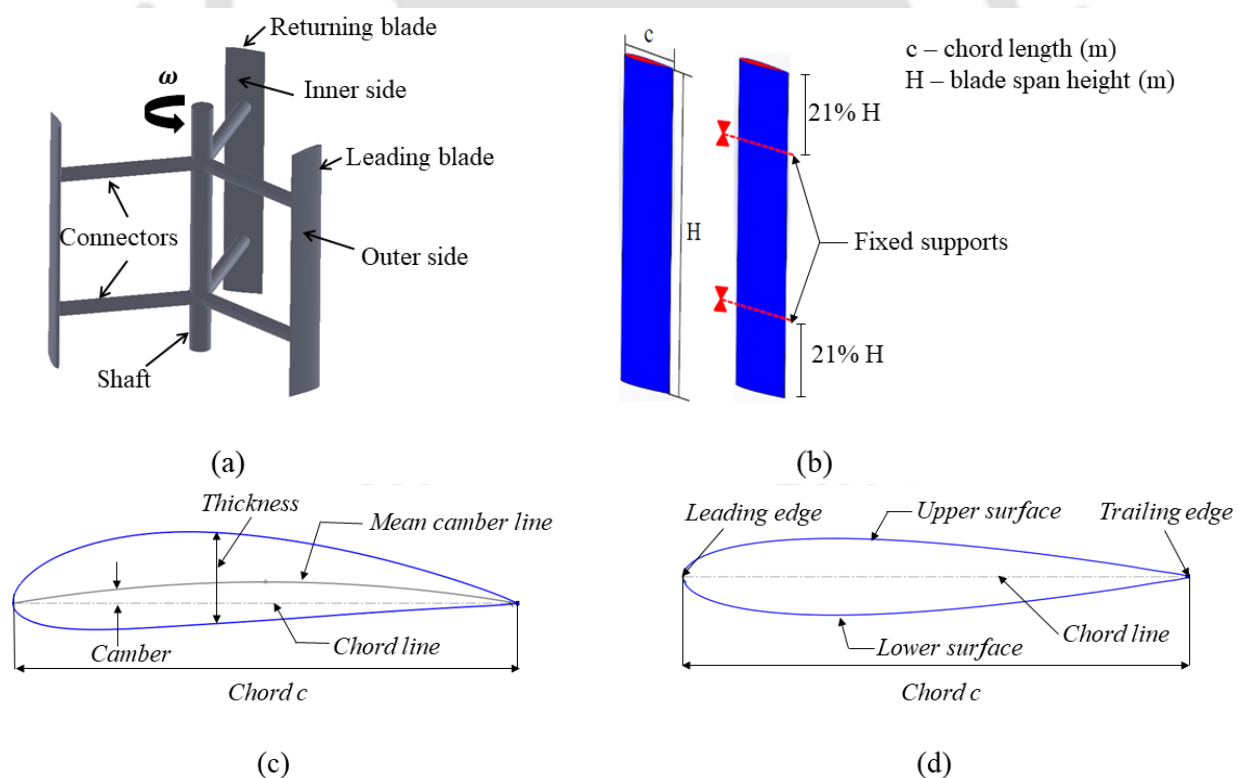 Returning blade
ω
Inner side
Leading blade
Connectors
Outer side
Shaft
(a)
c
c – chord length (m)
H – blade span height (m)
21% H
H
Fixed supports
21% H
(b)
Thickness
Mean camber line
Camber
Chord line
Chord c
(c)
Leading edge
Upper surface
Trailing edge
Lower surface
Chord line
Chord c
(d)